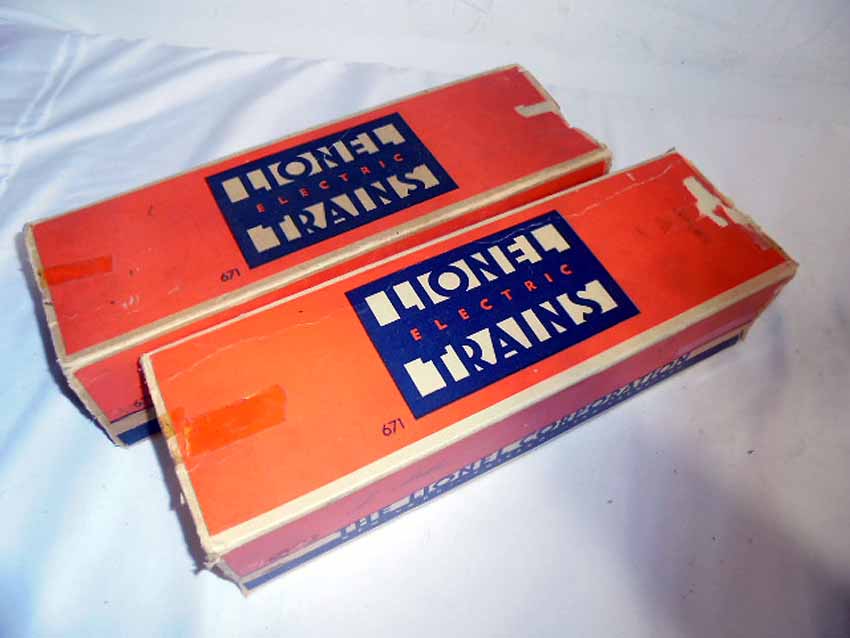 LIONEL
ELECTRIC
TRAINS
671
LIONEL
ELECTRIC
TRAINS
671
THE LIONEL CORPORATION